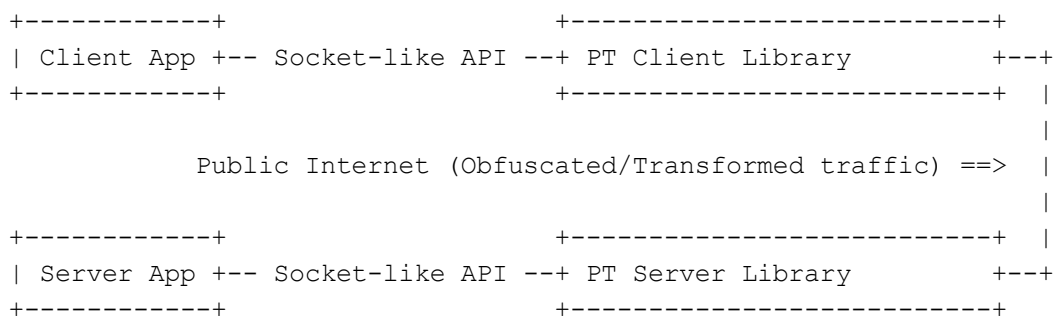 +------------+                    +---------------------------+
| Client App +-- Socket-like API --+ PT Client Library        +--+
+------------+                    +---------------------------+  |
                                                                 |
           Public Internet (Obfuscated/Transformed traffic) ==>  |
                                                                 |
+------------+                    +---------------------------+  |
| Server App +-- Socket-like API --+ PT Server Library        +--+
+------------+                    +---------------------------+